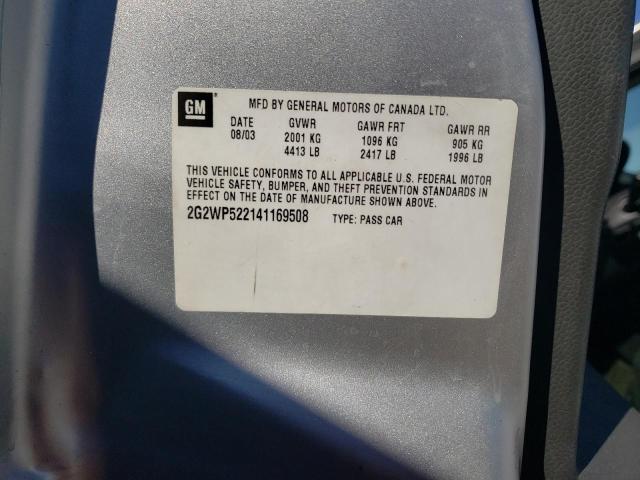 GM
MFD BY GENERAL MOTORS OF CANADA LTD.
DATE GVWR GAWR FRT GAWR RR
08/03 2001 KG 1096 KG 905 KG
4413 LB 2417 LB 1996 LB
THIS VEHICLE CONFORMS TO ALL APPLICABLE U.S. FEDERAL MOTOR
VEHICLE SAFETY, BUMPER, AND THEFT PREVENTION STANDARDS IN
EFFECT ON THE DATE OF MANUFACTURE SHOWN ABOVE.
2G2WP522141169508 TYPE: PASS CAR